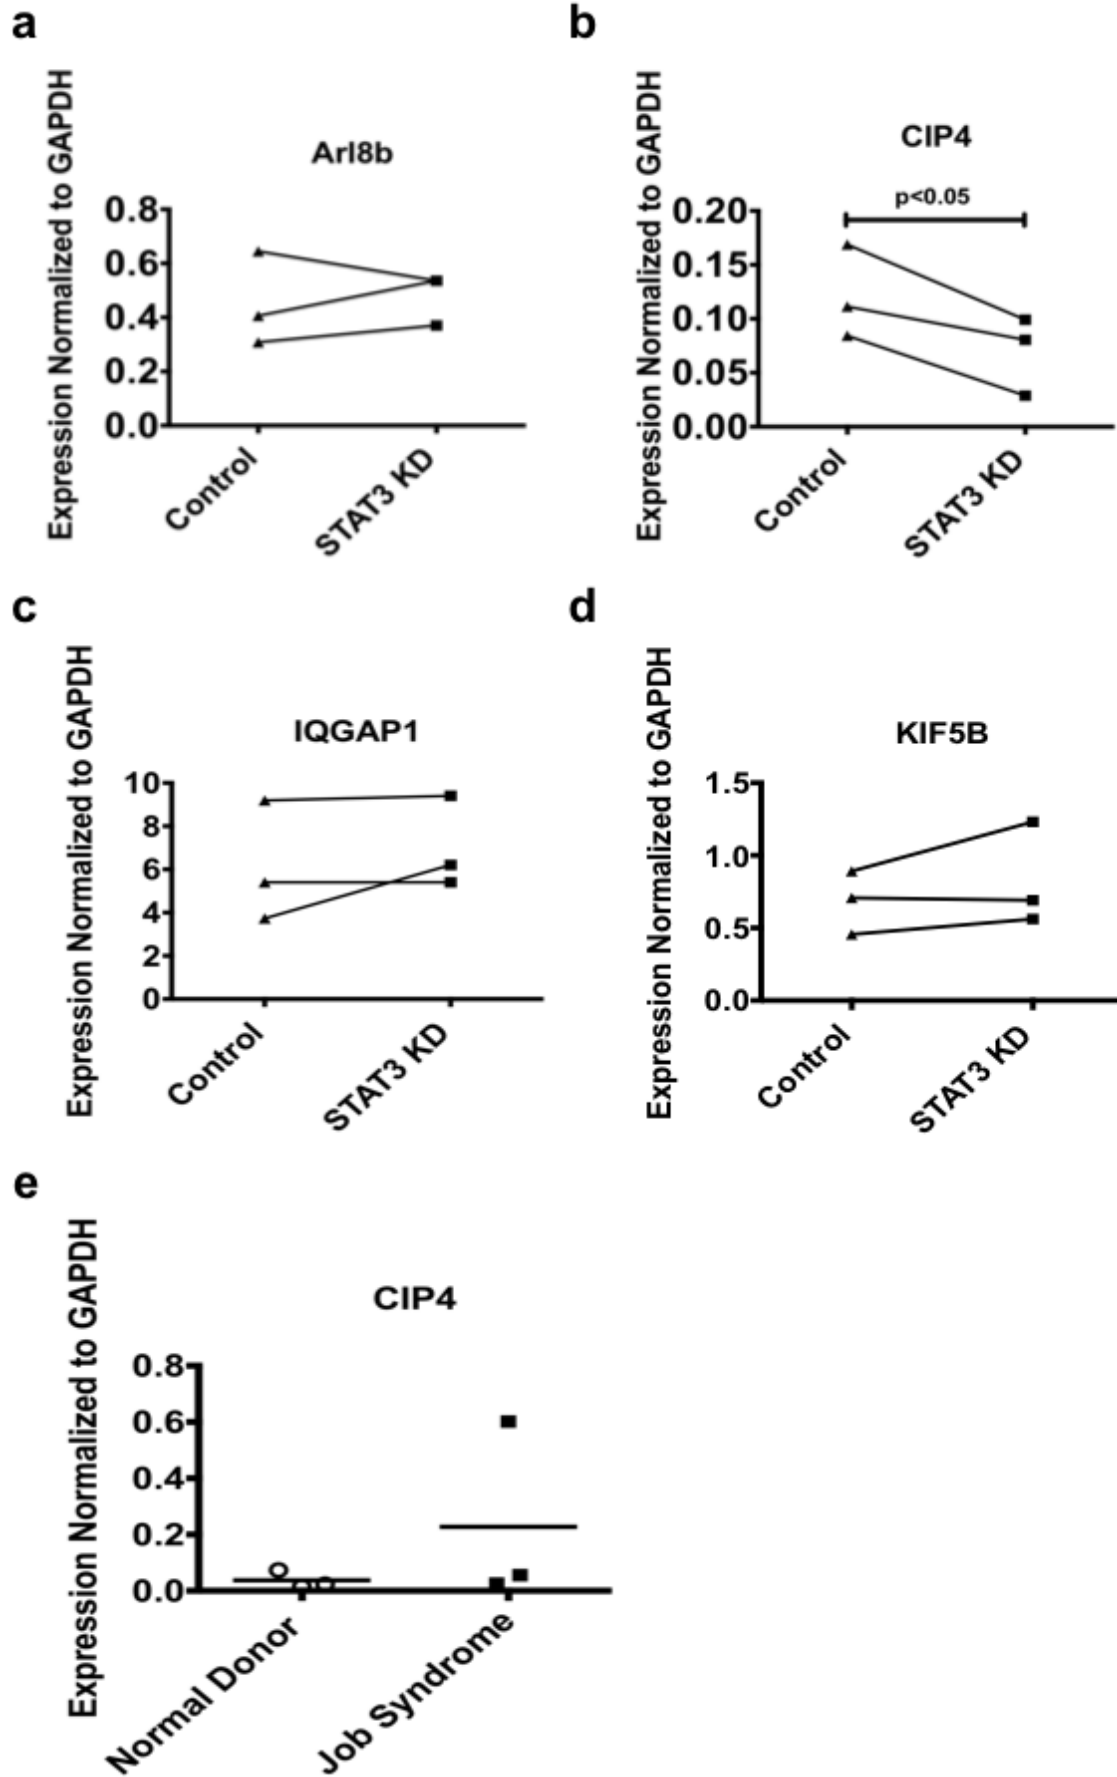 a
Expression Normalized to GAPDH
Arl8b
0.8
0.6
0.4
0.2
0.0
Control
STAT3 KD
b
Expression Normalized to GAPDH
CIP4
p<0.05
0.20
0.15
0.10
0.05
0.00
Control
STAT3 KD
c
Expression Normalized to GAPDH
IQGAP1
10
8
6
4
2
0
Control
STAT3 KD
d
Expression Normalized to GAPDH
KIF5B
1.5
1.0
0.5
0.0
Control
STAT3 KD
e
Expression Normalized to GAPDH
CIP4
0.8
0.6
0.4
0.2
0.0
Normal Donor
Job Syndrome